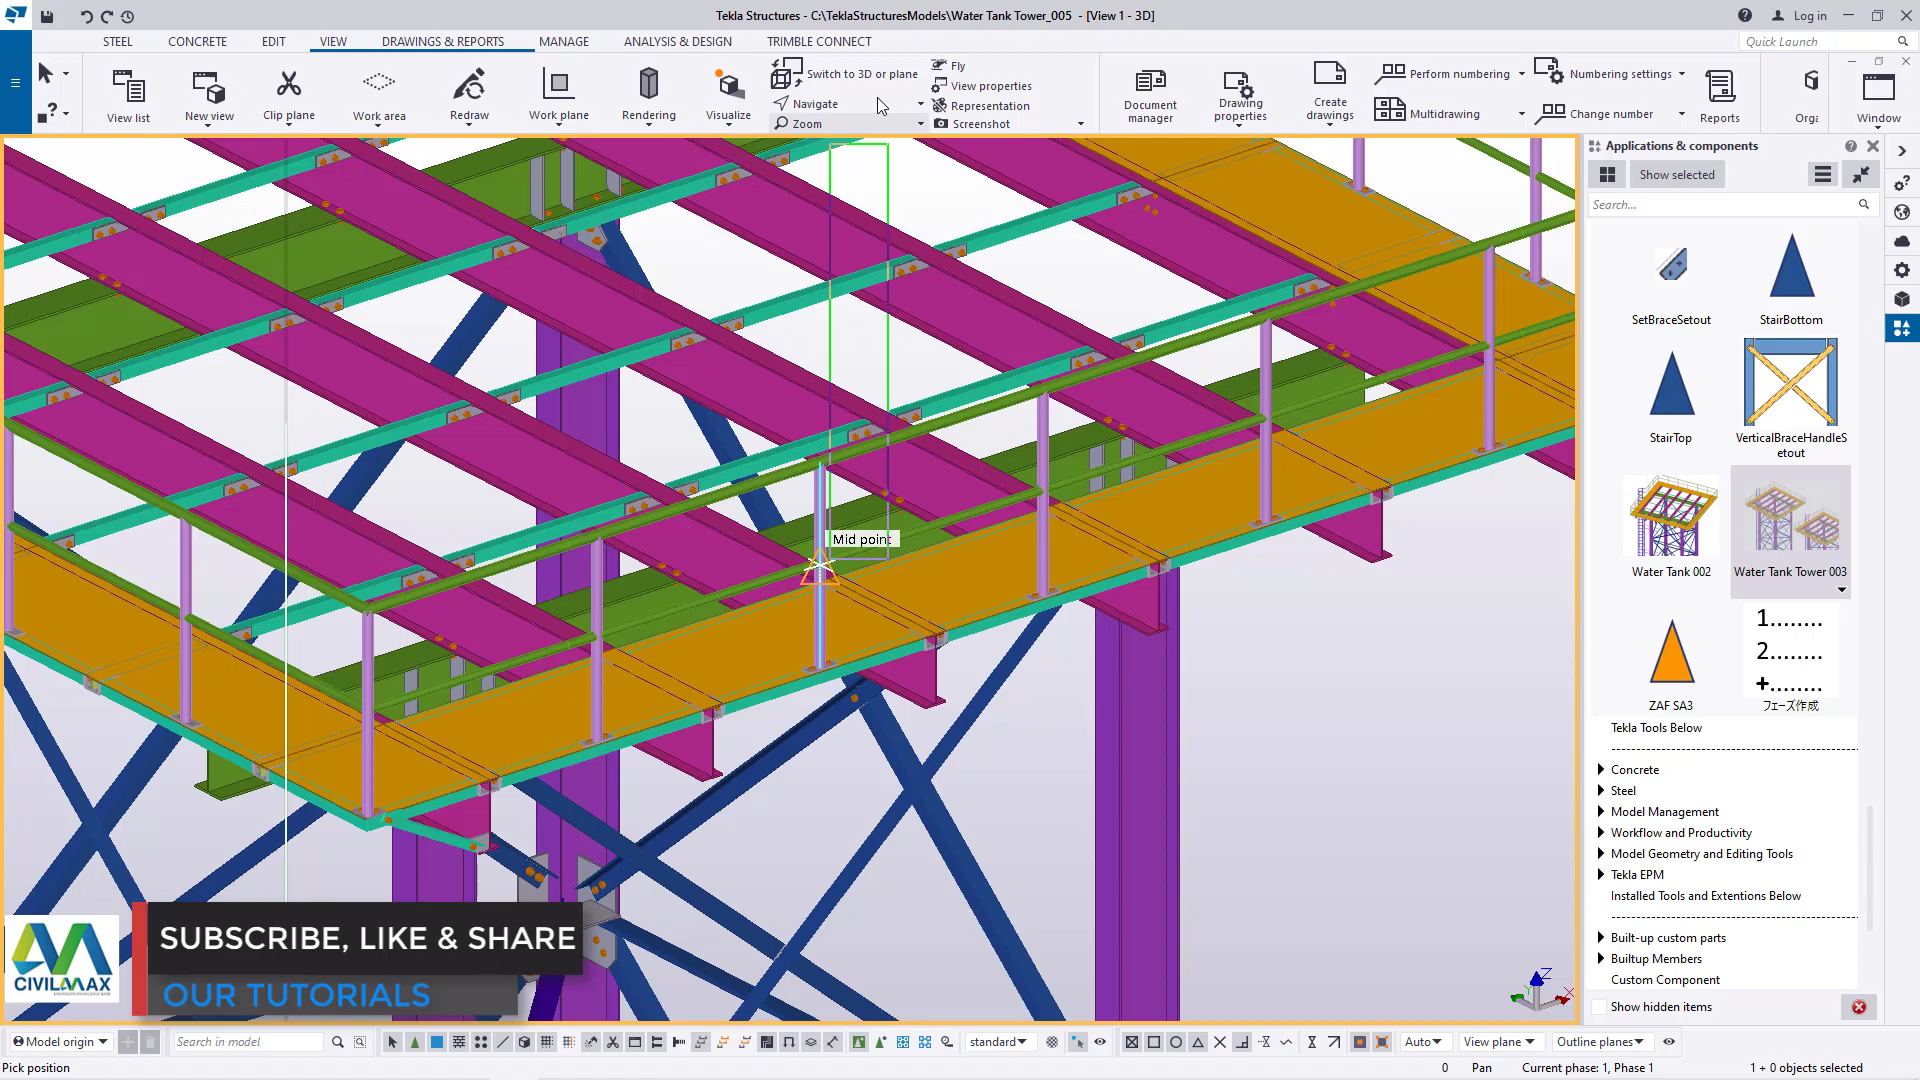 Tekla Structures - C:\TeklaStructuresModels\Water Tank Tower_005 - [View 1 - 3D]
Log in
STEEL CONCRETE EDIT VIEW DRAWINGS & REPORTS MANAGE ANALYSIS & DESIGN TRIMBLE CONNECT
Quick Launch
View list
New view
Clip plane
Work area
Redraw
Work plane
Rendering
Visualize
Switch to 3D or plane
Navigate
Zoom
Fly
View properties
Representation
Screenshot
Document manager
Drawing properties
Create drawings
Perform numbering
Multidrawing
Numbering settings
Change number
Reports
Orga
Window
Applications & components
Show selected
Search...
SetBraceSetout
StairBottom
StairTop
VerticalBraceHandleS
etout
Water Tank 002
Water Tank Tower 003
1........
2........
+........
ZAF SA3
フェーズ作成
Tekla Tools Below
Concrete
Steel
Model Management
Workflow and Productivity
Model Geometry and Editing Tools
Tekla EPM
Installed Tools and Extentions Below
Built-up custom parts
Builtup Members
Custom Component
Show hidden items
Mid point
Z
Y
X
CIVILMAX
SUBSCRIBE, LIKE & SHARE
OUR TUTORIALS
Model origin
Search in model
standard
Auto
View plane
Outline planes
Pick position
0
Pan
Current phase: 1, Phase 1
1 + 0 objects selected